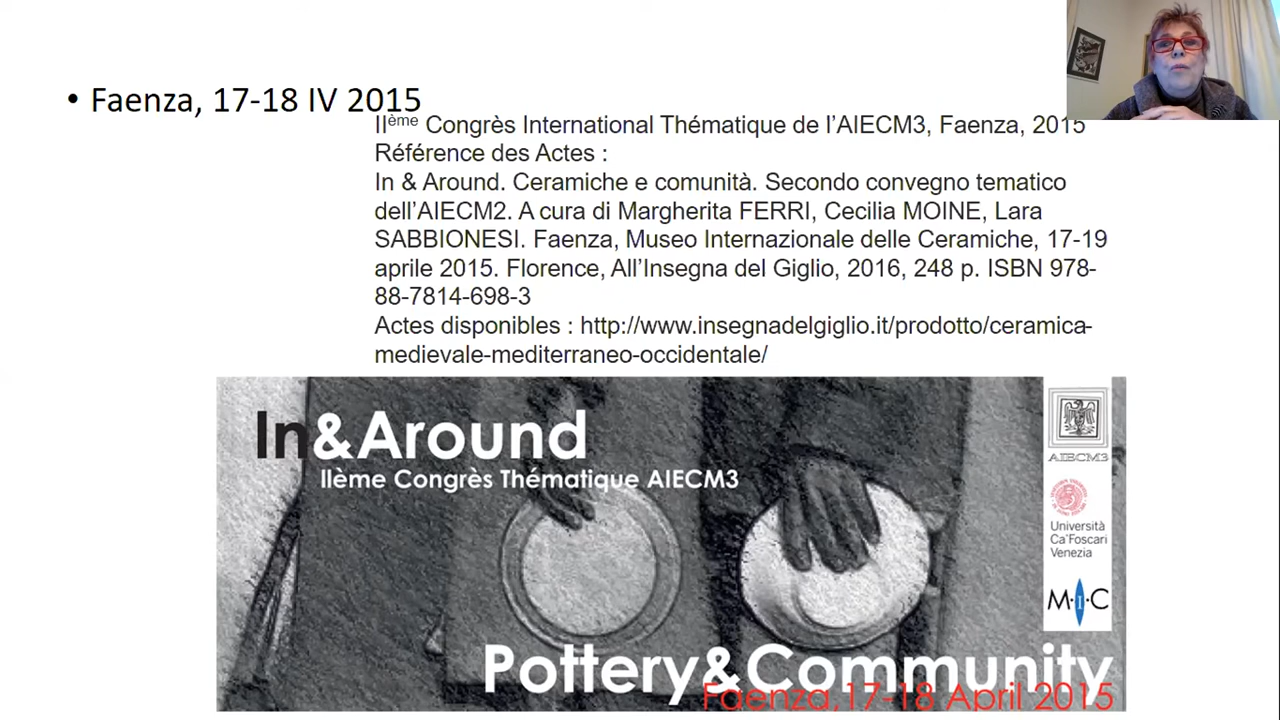 • Faenza, 17-18 IV 2015
IIème Congrès International Thématique de l'AIECM3, Faenza, 2015
Référence des Actes :
In & Around. Ceramiche e comunità. Secondo convegno tematico
dell'AIECM2. A cura di Margherita FERRI, Cecilia MOINE, Lara
SABBIONESI. Faenza, Museo Internazionale delle Ceramiche, 17-19
aprile 2015. Florence, All'Insegna del Giglio, 2016, 248 p. ISBN 978-
88-7814-698-3
Actes disponibles : http://www.insegnadelgiglio.it/prodotto/ceramica-
medievale-mediterraneo-occidentale/
In&Around
IIème Congrès Thématique AIECM3
AIECM3
Università
Ca'Foscari
Venezia
M·I·C
Pottery&Community
Faenza,17-18 April 2015